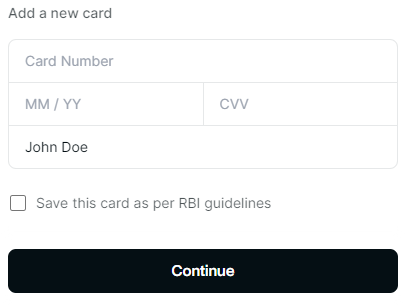 Add a new card
Card Number
MM / YY
CVV
John Doe
Save this card as per RBI guidelines
Continue